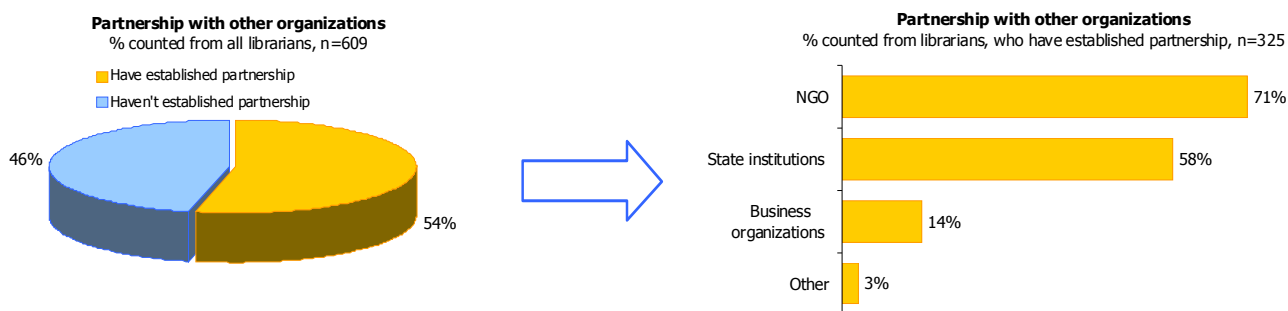 Partnership with other organizations
% counted from all librarians, n=609
Have established partnership
Haven't established partnership
46%
54%
Partnership with other organizations
% counted from librarians, who have established partnership, n=325
NGO
71%
State institutions
58%
Business
organizations
14%
Other
3%